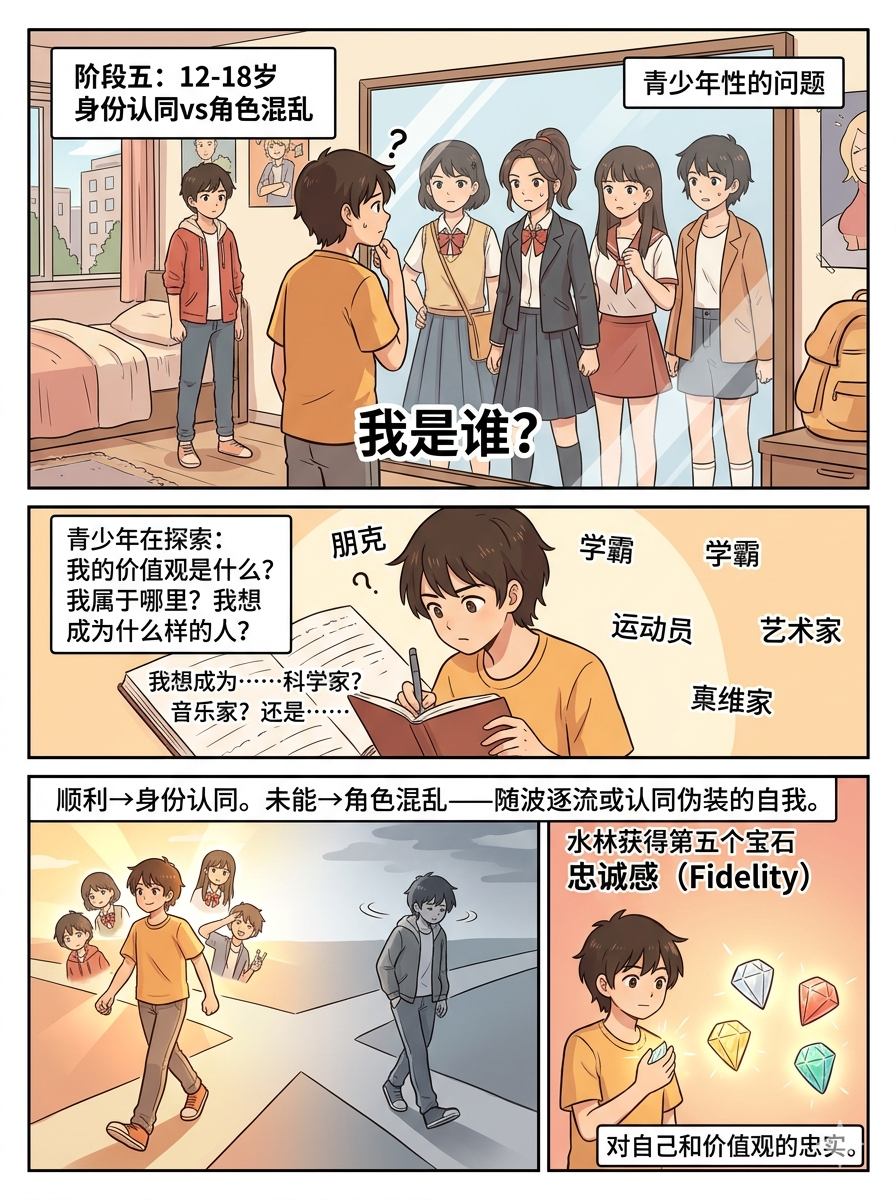 阶段五：12-18岁
身份认同vs角色混乱
青少年性的问题
?
我是谁？
青少年在探索：
我的价值观是什么？
我属于哪里？我想
成为什么样的人？
朋克
?
学霸
学霸
运动员
艺术家
我想成为……科学家？
音乐家？还是……
稟维家
顺利→身份认同。未能→角色混乱——随波逐流或认同伪装的自我。
水林获得第五个宝石
忠诚感（Fidelity）
对自己和价值观的忠实。